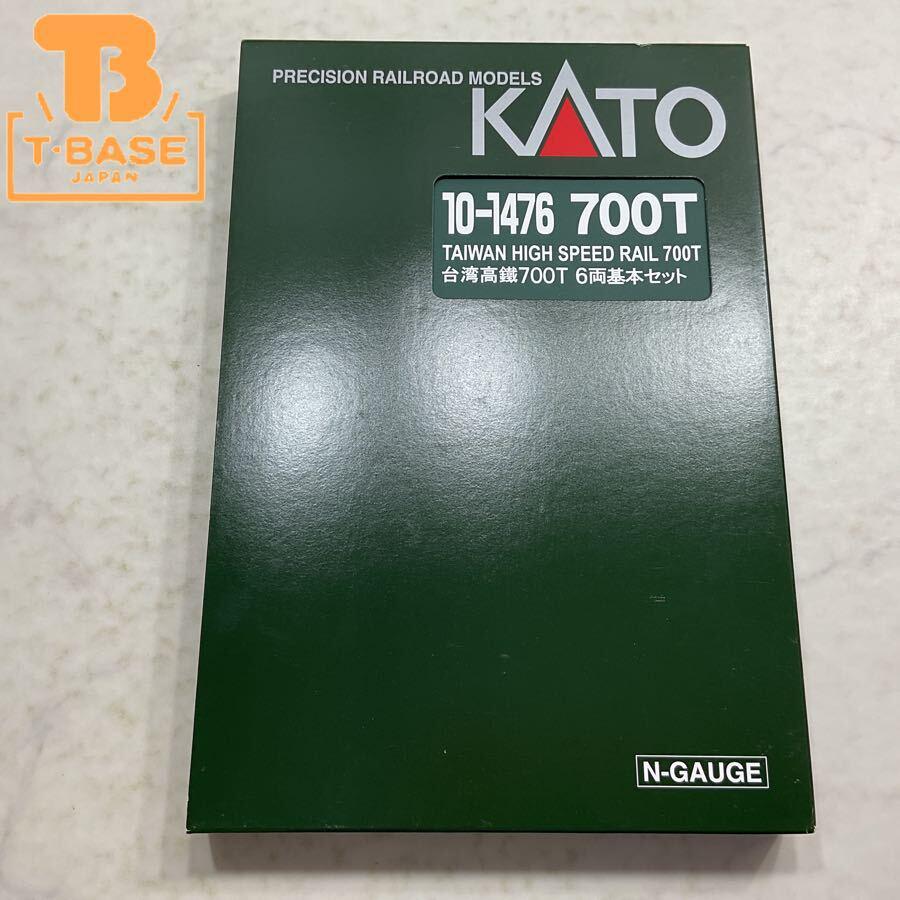 B
T·BASE
JAPAN
PRECISION RAILROAD MODELS
KATO
10-1476 700T
TAIWAN HIGH SPEED RAIL 700T
台湾高鐵700T 6両基本セット
N-GAUGE